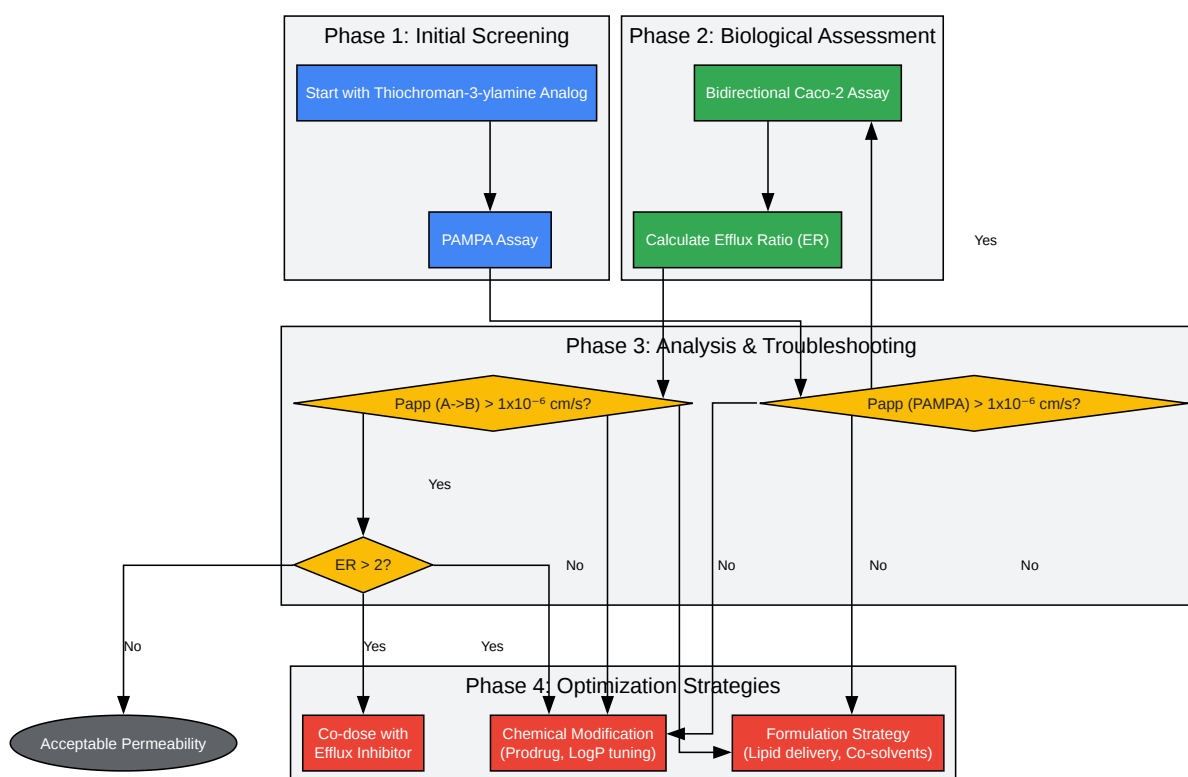 Phase 1: Initial Screening
Phase 2: Biological Assessment
Start with Thiochroman-3-ylamine Analog
Bidirectional Caco-2 Assay
PAMPA Assay
Calculate Efflux Ratio (ER)
Yes
Phase 3: Analysis & Troubleshooting
Papp (A->B) > 1x10⁻⁶ cm/s?
Papp (PAMPA) > 1x10⁻⁶ cm/s?
Yes
ER > 2?
No
No
No
No
No
Yes
Yes
Phase 4: Optimization Strategies
Acceptable Permeability
Co-dose with
Efflux Inhibitor
Chemical Modification
(Prodrug, LogP tuning)
Formulation Strategy
(Lipid delivery, Co-solvents)